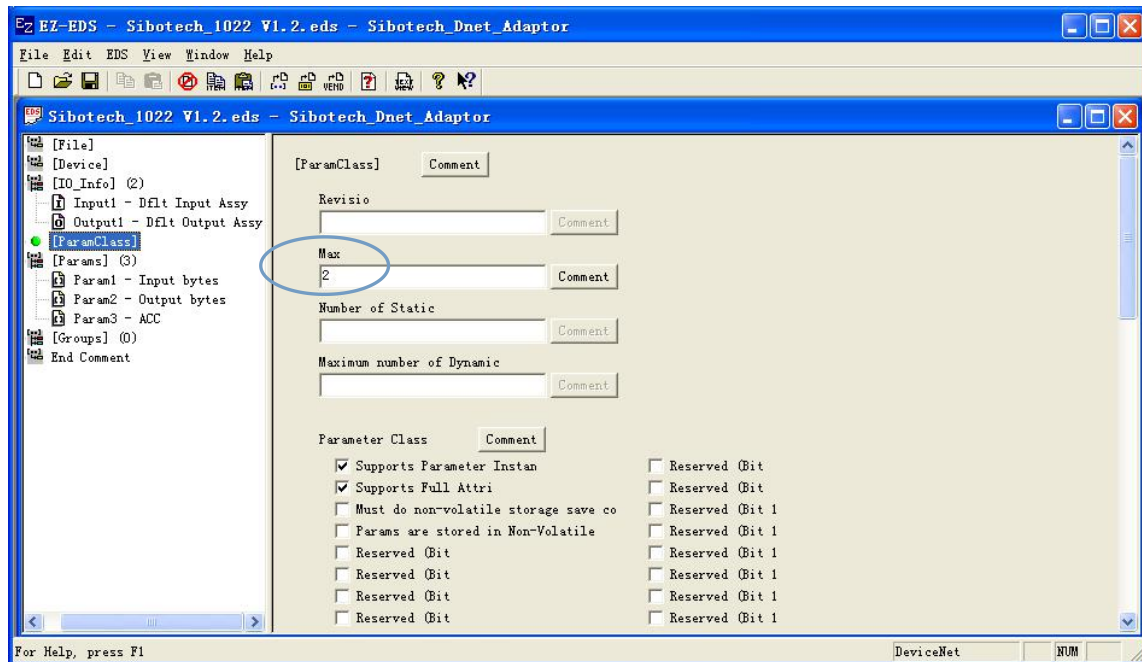 EZ-EDS - Sibotech_1022 V1.2.eds - Sibotech_Dnet_Adaptor
File Edit EDS View Window Help
Sibotech_1022 V1.2.eds - Sibotech_Dnet_Adaptor
[File]
[Device]
[IO_Info] (2)
Input1 - Dflt Input Assy
Output1 - Dflt Output Assy
[ParamClass]
[Params] (3)
Param1 - Input bytes
Param2 - Output bytes
Param3 - ACC
[Groups] (0)
End Comment
[ParamClass] Comment
Revisio
Comment
Max
2 Comment
Number of Static
Comment
Maximum number of Dynamic
Comment
Parameter Class Comment
Supports Parameter Instan Reserved (Bit
Supports Full Attri Reserved (Bit
Must do non-volatile storage save co Reserved (Bit 1
Params are stored in Non-Volatile Reserved (Bit 1
Reserved (Bit Reserved (Bit 1
Reserved (Bit Reserved (Bit 1
Reserved (Bit Reserved (Bit 1
Reserved (Bit Reserved (Bit 1
For Help, press F1 DeviceNet NUM